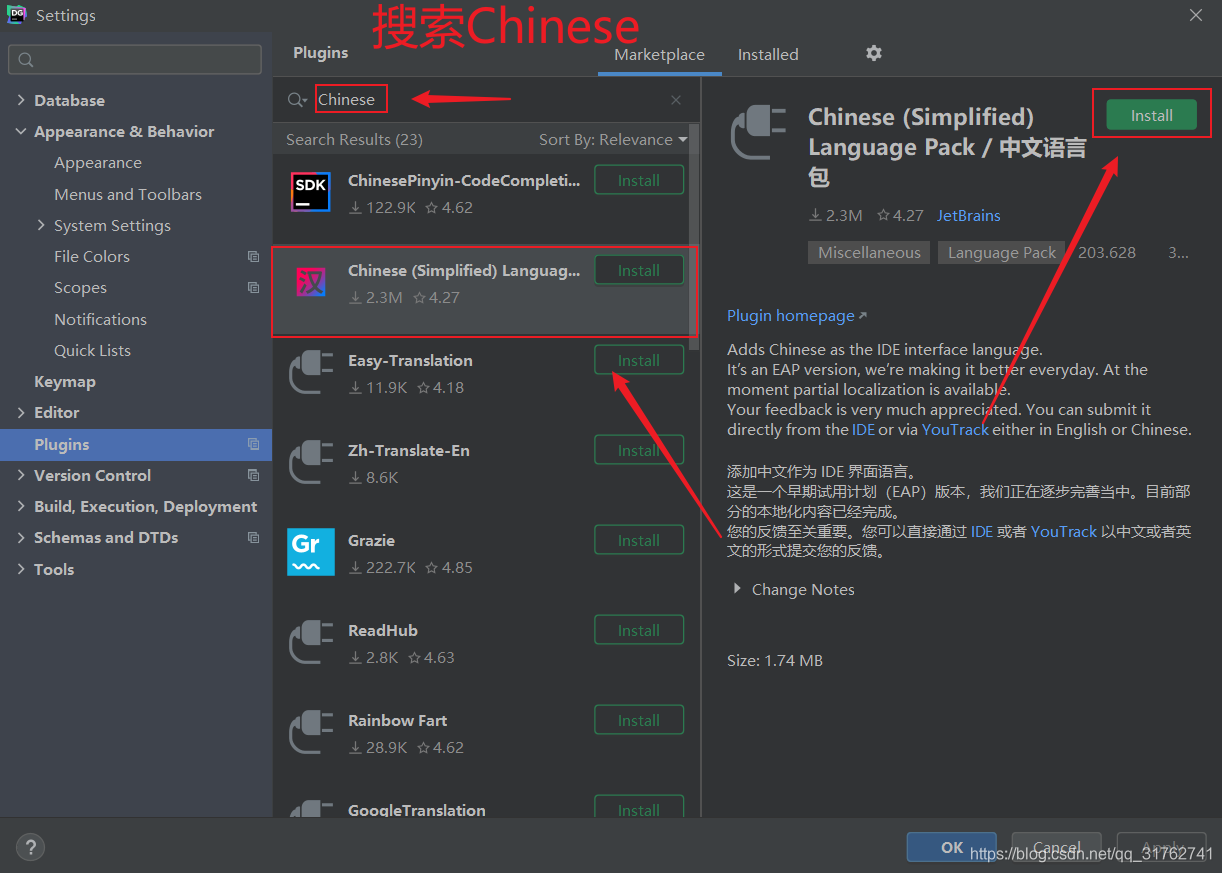 DG
Settings
搜索Chinese
Plugins
Marketplace
Installed
Database
Appearance & Behavior
Appearance
Menus and Toolbars
System Settings
File Colors
Scopes
Notifications
Quick Lists
Keymap
Editor
Plugins
Version Control
Build, Execution, Deployment
Schemas and DTDs
Tools
Chinese
Search Results (23)
Sort By: Relevance
SDK
ChinesePinyin-CodeCompleti...
122.9K
4.62
Install
汉
Chinese (Simplified) Languag...
2.3M
4.27
Install
Easy-Translation
11.9K
4.18
Install
Zh-Translate-En
8.6K
Install
Gr
Grazie
222.7K
4.85
Install
ReadHub
2.8K
4.63
Install
Rainbow Fart
28.9K
4.62
Install
GoogleTranslation
Install
Chinese (Simplified)
Language Pack / 中文语言
包
Install
2.3M
4.27
JetBrains
Miscellaneous
Language Pack
203.628
3...
Plugin homepage
Adds Chinese as the IDE interface language.
It's an EAP version, we're making it better everyday. At the
moment partial localization is available.
Your feedback is very much appreciated. You can submit it
directly from the IDE or via YouTrack either in English or Chinese.
添加中文作为 IDE 界面语言。
这是一个早期试用计划（EAP）版本，我们正在逐步完善当中。目前部
分的本地化内容已经完成。
您的反馈至关重要。您可以直接通过 IDE 或者 YouTrack 以中文或者英
文的形式提交您的反馈。
Change Notes
Size: 1.74 MB
?
OK
Cancel
Apply
https://blog.csdn.net/qq_31762741